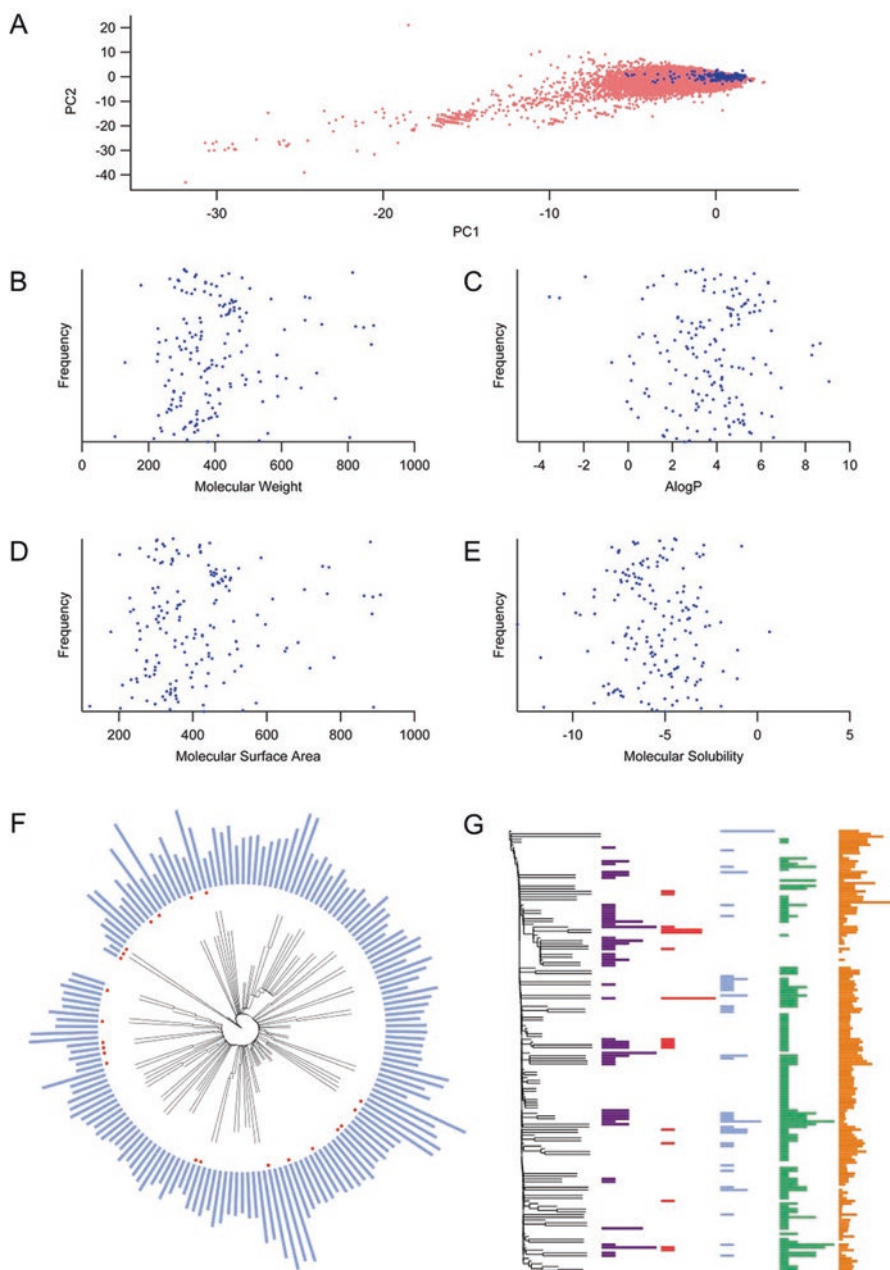 A
PC2
20
10
0
-10
-20
-30
-40
-30
-20
-10
0
PC1
B
Frequency
0
200
400
600
800
1000
Molecular Weight
C
Frequency
-4
-2
0
2
4
6
8
10
AlogP
D
Frequency
200
400
600
800
1000
Molecular Surface Area
E
Frequency
-10
-5
0
5
Molecular Solubility
F
G